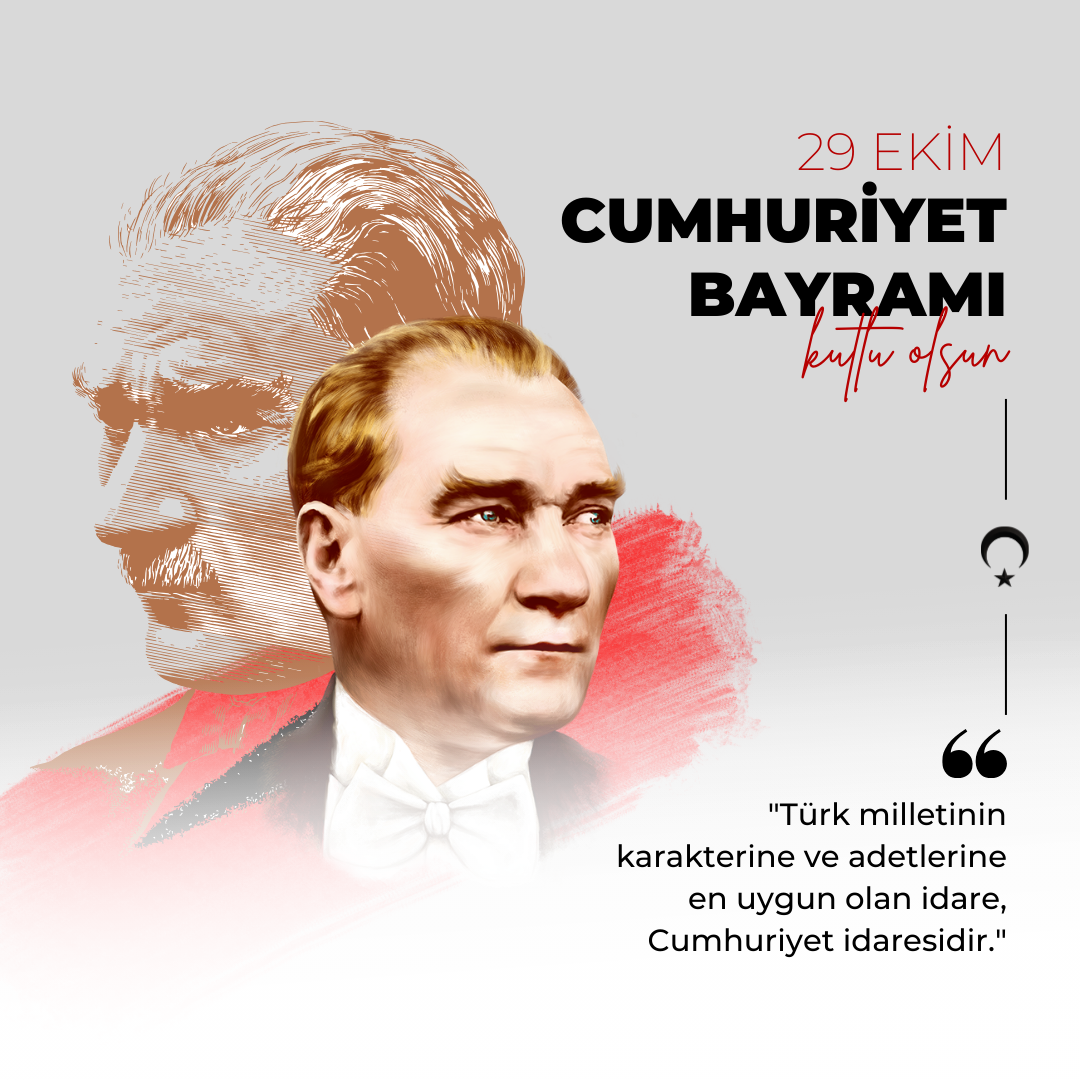 29 EKİM
CUMHURİYET
BAYRAMI
kutlu olsun
“
"Türk milletinin
karakterine ve adetlerine
en uygun olan idare,
Cumhuriyet idaresidir."